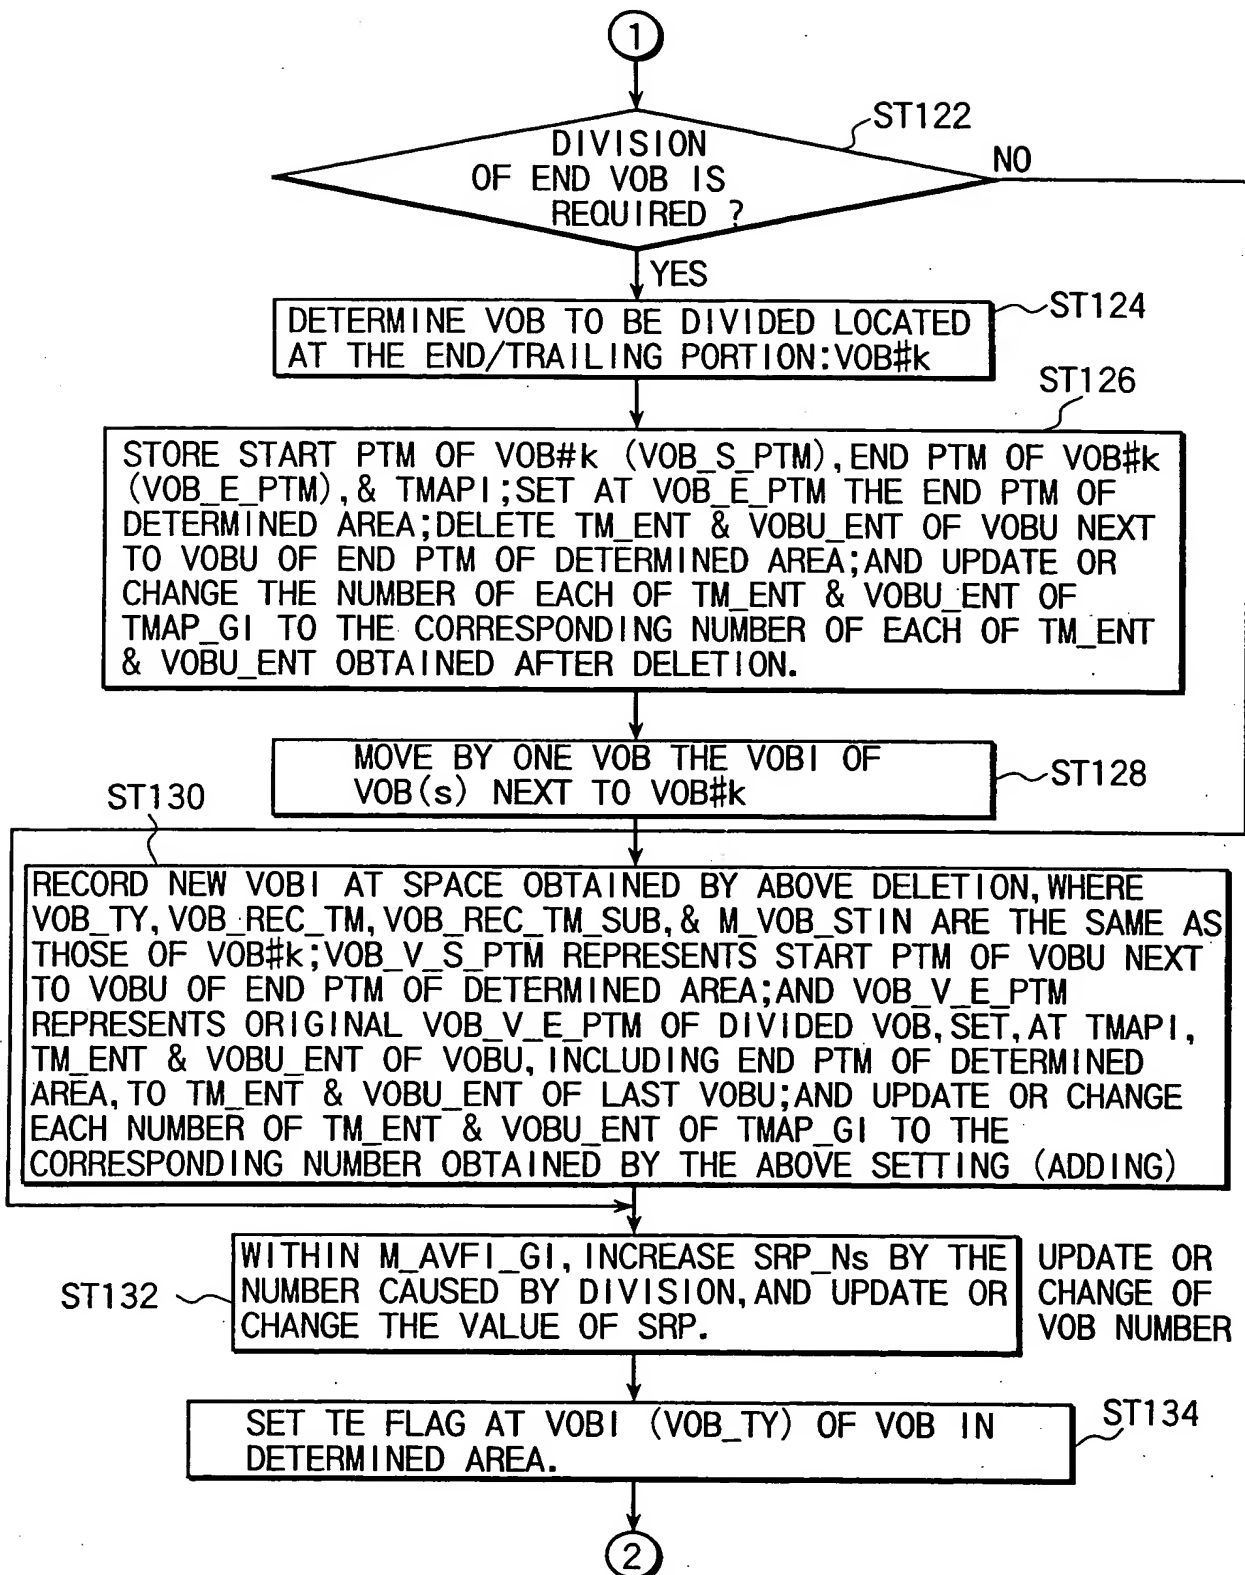 1
ST122
DIVISION
OF END VOB IS
REQUIRED ?
NO
YES
ST124
DETERMINE VOB TO BE DIVIDED LOCATED
AT THE END/TRAILING PORTION:VOB#k
ST126
STORE START PTM OF VOB#k (VOB_S_PTM),END PTM OF VOB#k
(VOB_E_PTM),& TMAPI;SET AT VOB_E_PTM THE END PTM OF
DETERMINED AREA;DELETE TM_ENT & VOBU_ENT OF VOBU NEXT
TO VOBU OF END PTM OF DETERMINED AREA;AND UPDATE OR
CHANGE THE NUMBER OF EACH OF TM_ENT & VOBU_ENT OF
TMAP_GI TO THE CORRESPONDING NUMBER OF EACH OF TM_ENT
& VOBU_ENT OBTAINED AFTER DELETION.
MOVE BY ONE VOB THE VOBI OF
VOB(s) NEXT TO VOB#k
ST128
ST130
RECORD NEW VOBI AT SPACE OBTAINED BY ABOVE DELETION,WHERE
VOB_TY,VOB_REC_TM,VOB_REC_TM_SUB,& M_VOB_STIN ARE THE SAME AS
THOSE OF VOB#k;VOB_V_S_PTM REPRESENTS START PTM OF VOBU NEXT
TO VOBU OF END PTM OF DETERMINED AREA;AND VOB_V_E_PTM
REPRESENTS ORIGINAL VOB_V_E_PTM OF DIVIDED VOB,SET,AT TMAPI,
TM_ENT & VOBU_ENT OF VOBU,INCLUDING END PTM OF DETERMINED
AREA,TO TM_ENT & VOBU_ENT OF LAST VOBU;AND UPDATE OR CHANGE
EACH NUMBER OF TM_ENT & VOBU_ENT OF TMAP_GI TO THE
CORRESPONDING NUMBER OBTAINED BY THE ABOVE SETTING (ADDING)
WITHIN M_AVFI_GI,INCREASE SRP_Ns BY THE
NUMBER CAUSED BY DIVISION,AND UPDATE OR
CHANGE THE VALUE OF SRP.
ST132
UPDATE OR
CHANGE OF
VOB NUMBER
SET TE FLAG AT VOBI (VOB_TY) OF VOB IN
DETERMINED AREA.
ST134
2